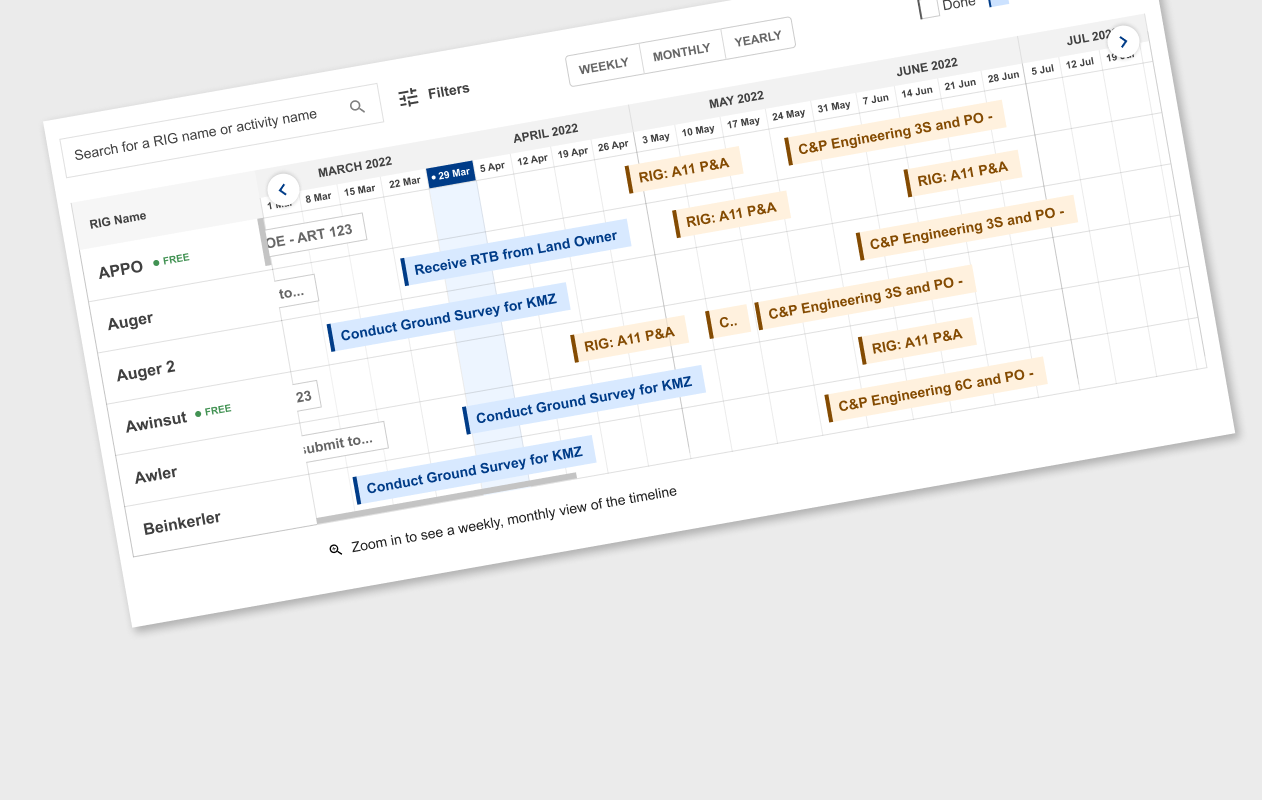 Done
WEEKLY MONTHLY YEARLY
Search for a RIG name or activity name
Filters
RIG Name
MARCH 2022 APRIL 2022 MAY 2022 JUNE 2022 JUL
8 Mar 15 Mar 22 Mar • 29 Mar 5 Apr 12 Apr 19 Apr 26 Apr 3 May 10 May 17 May 24 May 31 May 7 Jun 14 Jun 21 Jun 28 Jun 5 Jul 12 Jul
APPO • FREE
OE - ART 123
RIG: A11 P&A
C&P Engineering 3S and PO -
Auger
to...
Receive RTB from Land Owner
RIG: A11 P&A
RIG: A11 P&A
Auger 2
Conduct Ground Survey for KMZ
C&P Engineering 3S and PO -
Awinsut • FREE
23
RIG: A11 P&A
C..
C&P Engineering 3S and PO -
Awler
submit to...
Conduct Ground Survey for KMZ
RIG: A11 P&A
Beinkerler
Conduct Ground Survey for KMZ
C&P Engineering 6C and PO -
Zoom in to see a weekly, monthly view of the timeline